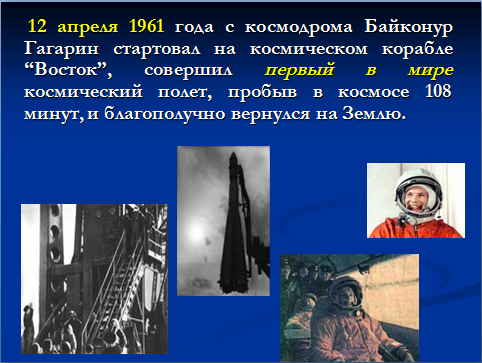 12 апреля 1961 года с космодрома Байконур
Гагарин стартовал на космическом корабле
“Восток”, совершил первый в мире
космический полет, пробыв в космосе 108
минут, и благополучно вернулся на Землю.